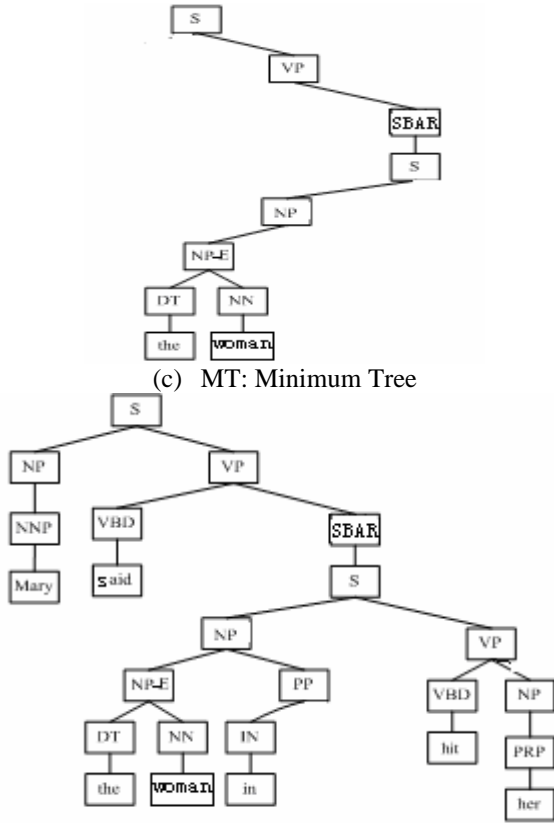 S
VP
SBAR
S
NP
NP-E
DT NN
the woman
(c) MT: Minimum Tree
S
NP VP
NNP VBD SBAR
Mary said S
NP VP
NP-E PP VBD NP
DT NN IN hit PRP
the woman in her